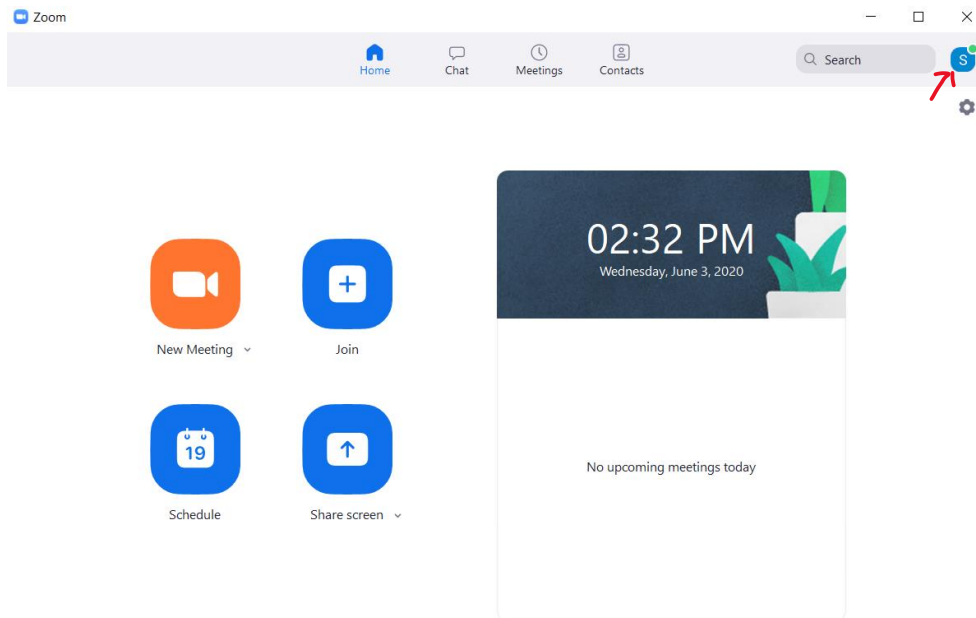 Zoom
Home
Chat
Meetings
Contacts
Search
S
02:32 PM
Wednesday, June 3, 2020
New Meeting
Join
19
Schedule
Share screen
No upcoming meetings today